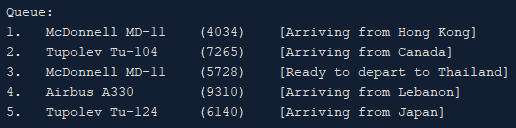 Queue:
1. McDonnell MD-11 (4034) [Arriving from Hong Kong]
2. Tupolev Tu-104 (7265) [Arriving from Canada]
3. McDonnell MD-11 (5728) [Ready to depart to Thailand]
4. Airbus A330 (9310) [Arriving from Lebanon]
5. Tupolev Tu-124 (6140) [Arriving from Japan]